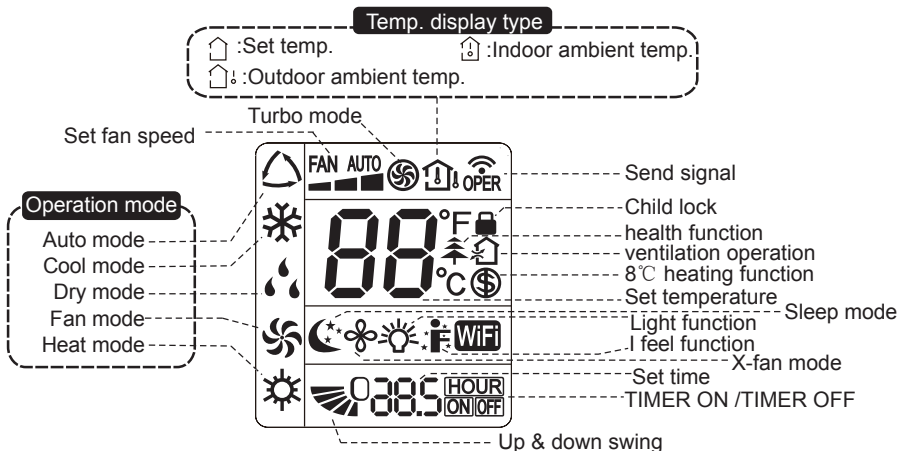 Temp. display type
:Set temp. :Indoor ambient temp.
:Outdoor ambient temp.
Turbo mode
Set fan speed
FAN AUTO
OPER
Send signal
Operation mode
Auto mode
Cool mode
Dry mode
Fan mode
Heat mode
88 °F
°C
Child lock
health function
ventilation operation
8℃ heating function
Set temperature
Sleep mode
Light function
I feel function
WiFi
X-fan mode
Set time
TIMER ON /TIMER OFF
038.5 HOUR
ON OFF
Up & down swing